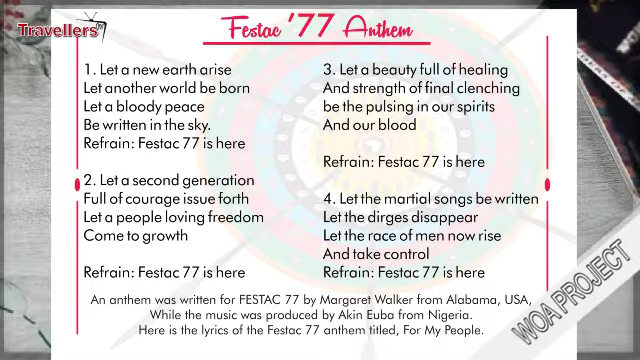 Travellers
Festac '77 Anthem
1. Let a new earth arise
Let another world be born
Let a bloody peace
Be written in the sky.
Refrain: Festac 77 is here
2. Let a second generation
Full of courage issue forth
Let a people loving freedom
Come to growth
Refrain: Festac 77 is here
3. Let a beauty full of healing
And strength of final clenching
be the pulsing in our spirits
And our blood
Refrain: Festac 77 is here
4. Let the martial songs be written
Let the dirges disappear
Let the race of men now rise
And take control
Refrain: Festac 77 is here
An anthem was written for FESTAC 77 by Margaret Walker from Alabama, USA,
While the music was produced by Akin Euba from Nigeria.
Here is the lyrics of the Festac 77 anthem titled, For My People.
WOA PROJECT